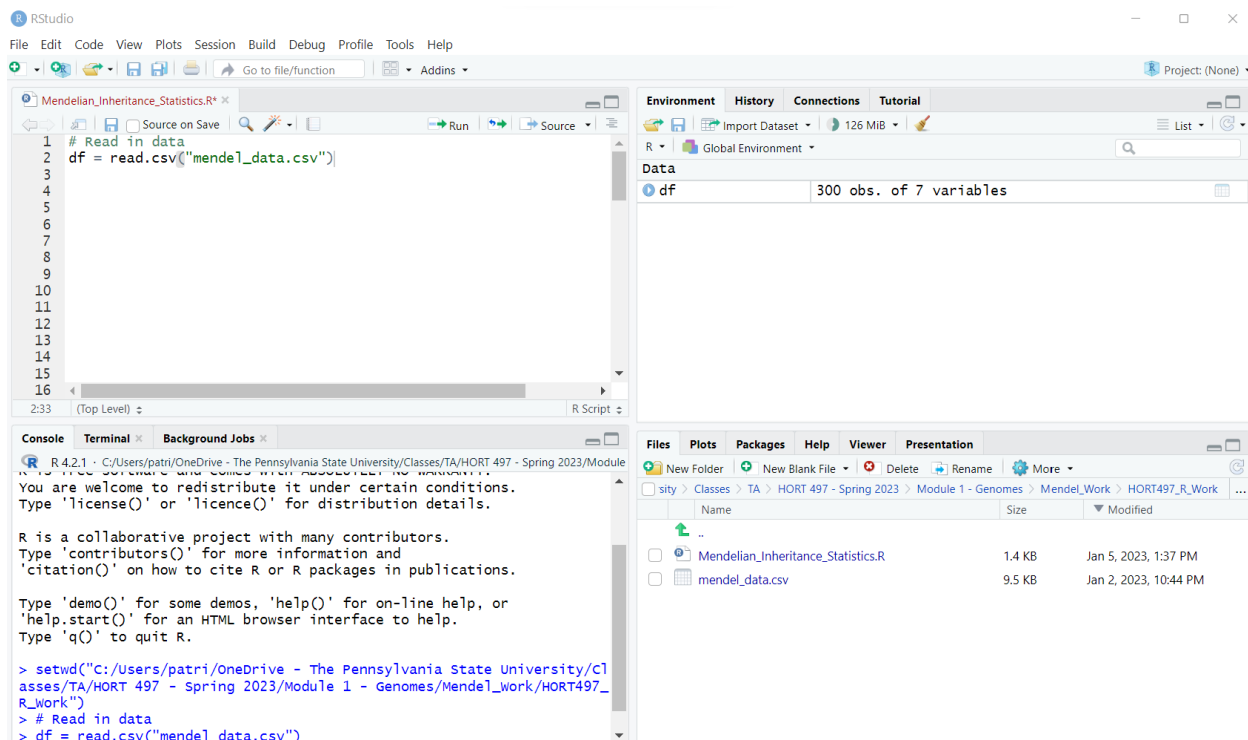 RStudio
File Edit Code View Plots Session Build Debug Profile Tools Help
Go to file/function Addins Project: (None)
Mendelian_Inheritance_Statistics.R*
Source on Save Run Source
1 # Read in data
2 df = read.csv("mendel_data.csv")
3
4
5
6
7
8
9
10
11
12
13
14
15
16
2:33 (Top Level) R Script
Console Terminal Background Jobs
R 4.2.1 · C:/Users/patri/OneDrive - The Pennsylvania State University/Classes/TA/HORT 497 - Spring 2023/Module
R is free software and comes with ABSOLUTELY NO WARRANTY.
You are welcome to redistribute it under certain conditions.
Type 'license()' or 'licence()' for distribution details.
R is a collaborative project with many contributors.
Type 'contributors()' for more information and
'citation()' on how to cite R or R packages in publications.
Type 'demo()' for some demos, 'help()' for on-line help, or
'help.start()' for an HTML browser interface to help.
Type 'q()' to quit R.
> setwd("C:/Users/patri/OneDrive - The Pennsylvania State University/Cl
asses/TA/HORT 497 - Spring 2023/Module 1 - Genomes/Mendel_Work/HORT497_
R_Work")
> # Read in data
> df = read.csv("mendel_data.csv")
Environment History Connections Tutorial
Import Dataset 126 MiB List
R Global Environment
Data
df 300 obs. of 7 variables
Files Plots Packages Help Viewer Presentation
New Folder New Blank File Delete Rename More
sity > Classes > TA > HORT 497 - Spring 2023 > Module 1 - Genomes > Mendel_Work > HORT497_R_Work ...
Name Size Modified
..
Mendelian_Inheritance_Statistics.R 1.4 KB Jan 5, 2023, 1:37 PM
mendel_data.csv 9.5 KB Jan 2, 2023, 10:44 PM